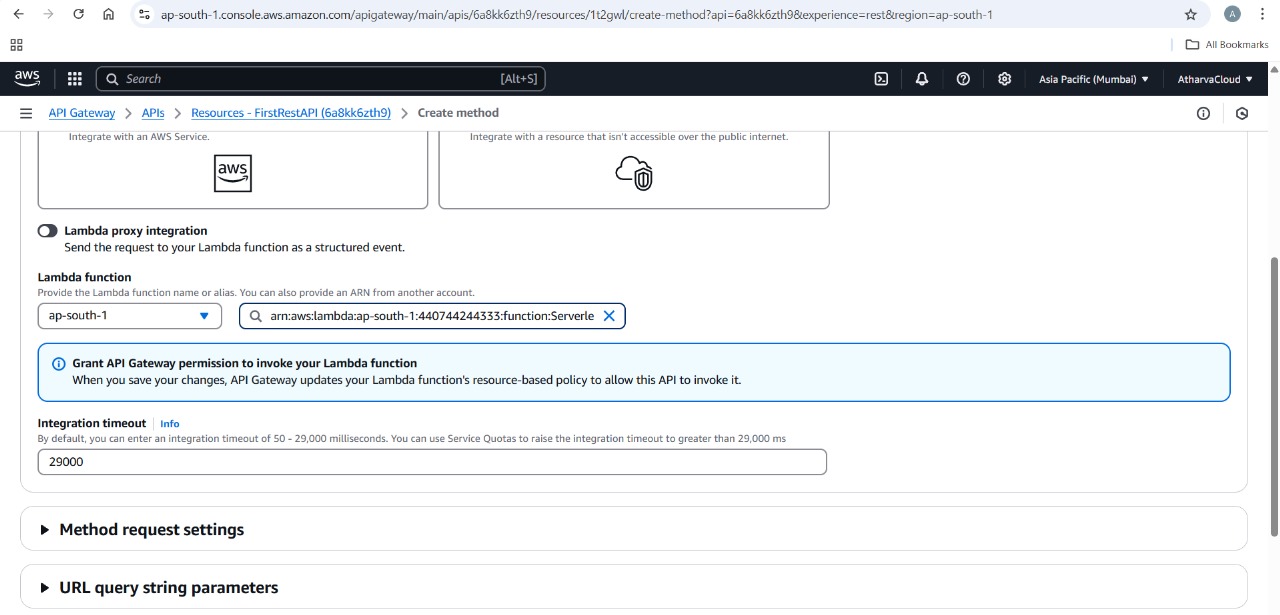 ap-south-1.console.aws.amazon.com/apigateway/main/apis/6a8kk6zth9/resources/1t2gwl/create-method?api=6a8kk6zth9&experience=rest&region=ap-south-1
A
All Bookmarks
aws
Search
[Alt+S]
Asia Pacific (Mumbai)
AtharvaCloud
API Gateway > APIs > Resources - FirstRestAPI (6a8kk6zth9) > Create method
Integrate with an AWS Service.
Integrate with a resource that isn't accessible over the public internet.
aws
Lambda proxy integration
Send the request to your Lambda function as a structured event.
Lambda function
Provide the Lambda function name or alias. You can also provide an ARN from another account.
ap-south-1
arn:aws:lambda:ap-south-1:440744244333:function:Serverle
Grant API Gateway permission to invoke your Lambda function
When you save your changes, API Gateway updates your Lambda function's resource-based policy to allow this API to invoke it.
Integration timeout Info
By default, you can enter an integration timeout of 50 - 29,000 milliseconds. You can use Service Quotas to raise the integration timeout to greater than 29,000 ms
29000
Method request settings
URL query string parameters